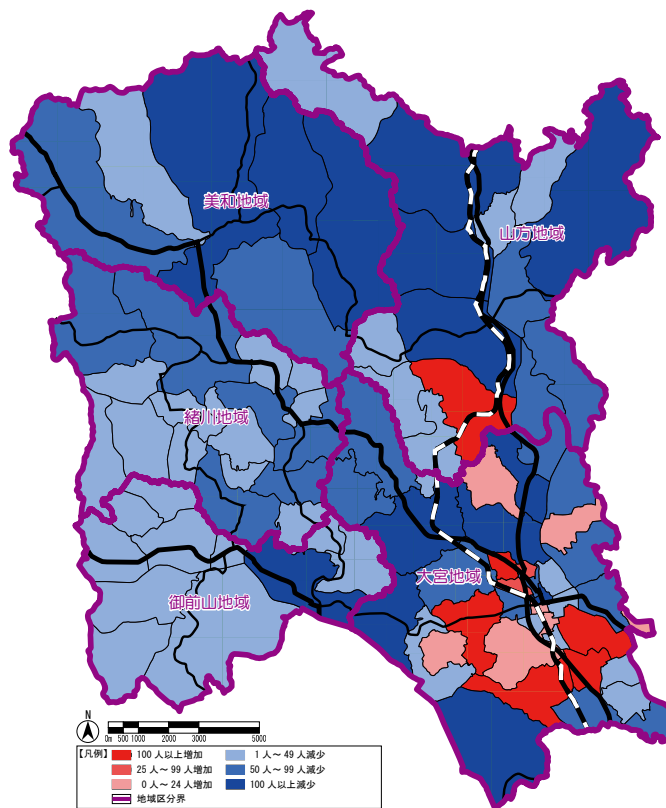 美和地域
山方地域
緒川地域
大宮地域
御前山地域
N
0m 500 1000 2000 3000 5000
【凡例】 100 人以上増加 1 人～ 49 人減少
25 人～ 99 人増加 50 人～ 99 人減少
0 人～ 24 人増加 100 人以上減少
地域区分界